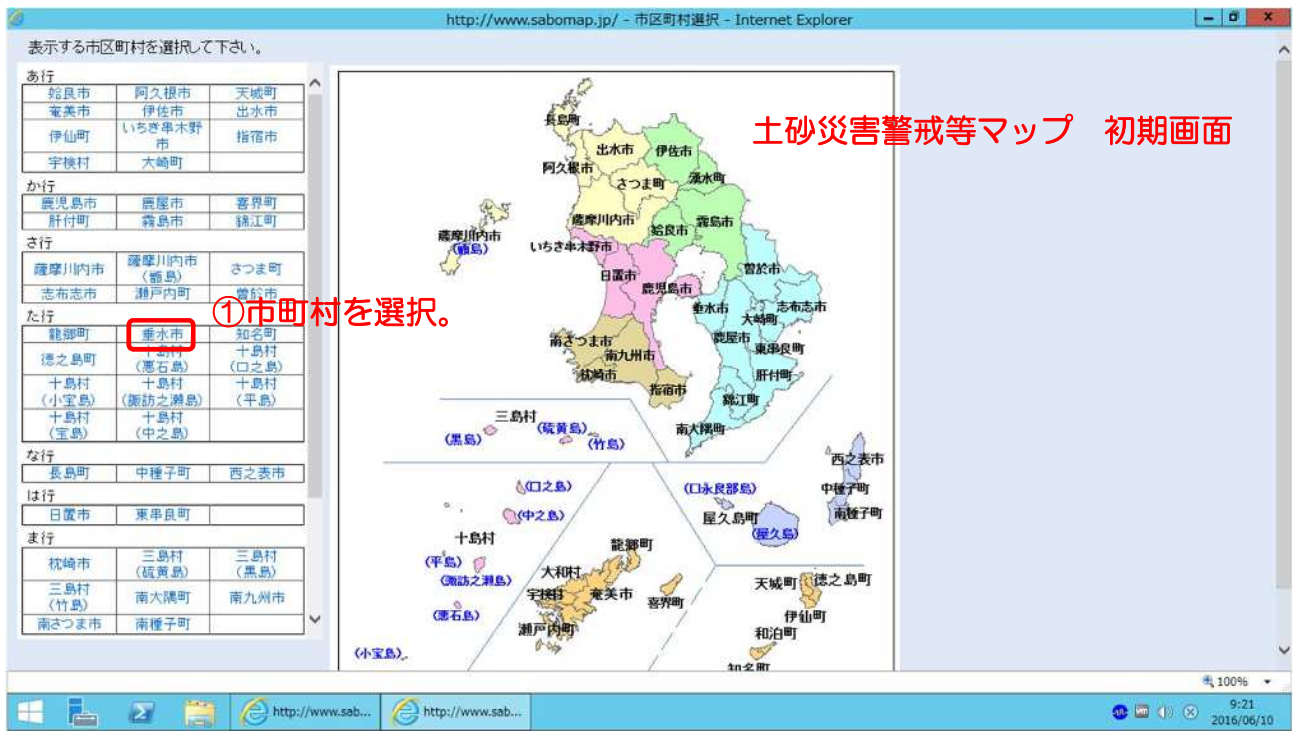 http://www.sabomap.jp/ - 市区町村選択 - Internet Explorer
表示する市区町村を選択して下さい。
あ行
姶良市 阿久根市 天城町
奄美市 伊佐市 出水市
伊仙町 いちき串木野市 指宿市
宇検村 大崎町
か行
鹿児島市 鹿屋市 喜界町
肝付町 霧島市 錦江町
さ行
薩摩川内市 薩摩川内市(甑島) さつま町
志布志市 瀬戸内町 曽於市
た行
龍郷町 垂水市 知名町
徳之島町 十島村(悪石島) 十島村(口之島)
十島村(小宝島) 十島村(諏訪之瀬島) 十島村(平島)
十島村(宝島) 十島村(中之島)
な行
長島町 中種子町 西之表市
は行
日置市 東串良町
ま行
枕崎市 三島村(硫黄島) 三島村(黒島)
三島村(竹島) 南大隅町 南九州市
南さつま市 南種子町
①市町村を選択。
土砂災害警戒等マップ 初期画面
長島町
出水市
伊佐市
阿久根市
さつま町
湧水町
薩摩川内市
姶良市
霧島市
薩摩川内市
(甑島)
いちき串木野市
日置市
鹿児島市
曽於市
垂水市
大崎町
志布志市
南さつま市
南九州市
鹿屋市
東串良町
枕崎市
指宿市
肝付町
錦江町
南大隅町
三島村
(黒島)
(硫黄島)
(竹島)
西之表市
中種子町
南種子町
(口之島)
(口永良部島)
(中之島)
屋久島町
(屋久島)
十島村
(平島)
(諏訪之瀬島)
(悪石島)
(小宝島)
龍郷町
大和村
宇検村
奄美市
喜界町
瀬戸内町
天城町
徳之島町
伊仙町
和泊町
知名町
100%
http://www.sab...
http://www.sab...
9:21
2016/06/10